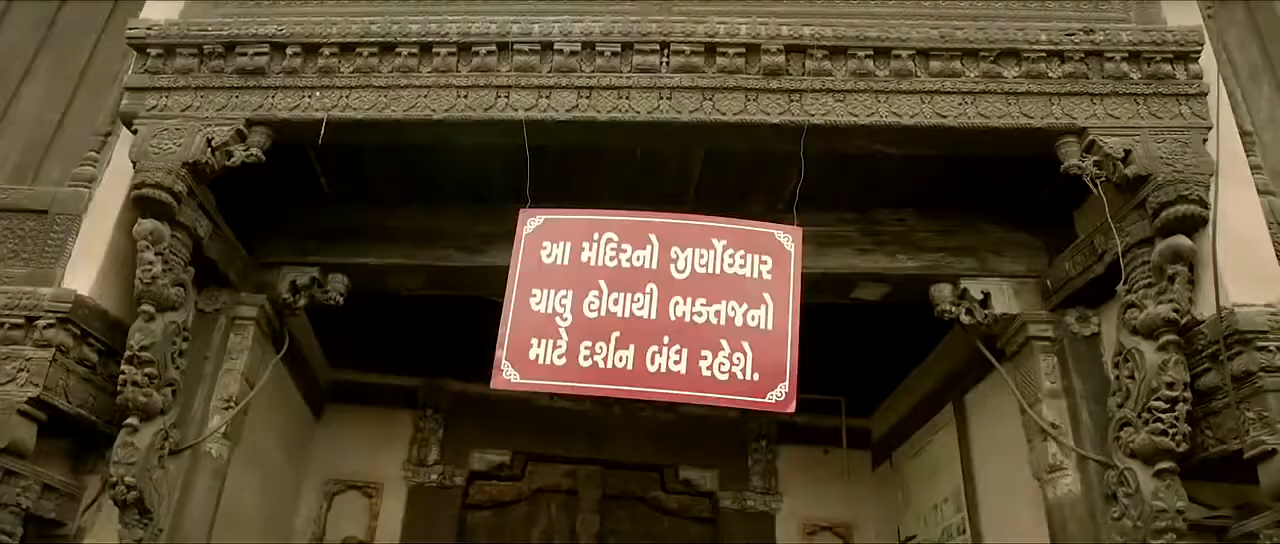 આ મંદિરનો જીર્ણોધ્ધાર
ચાલુ હોવાથી ભક્તજનો
માટે દર્શન બંધ રહેશે.